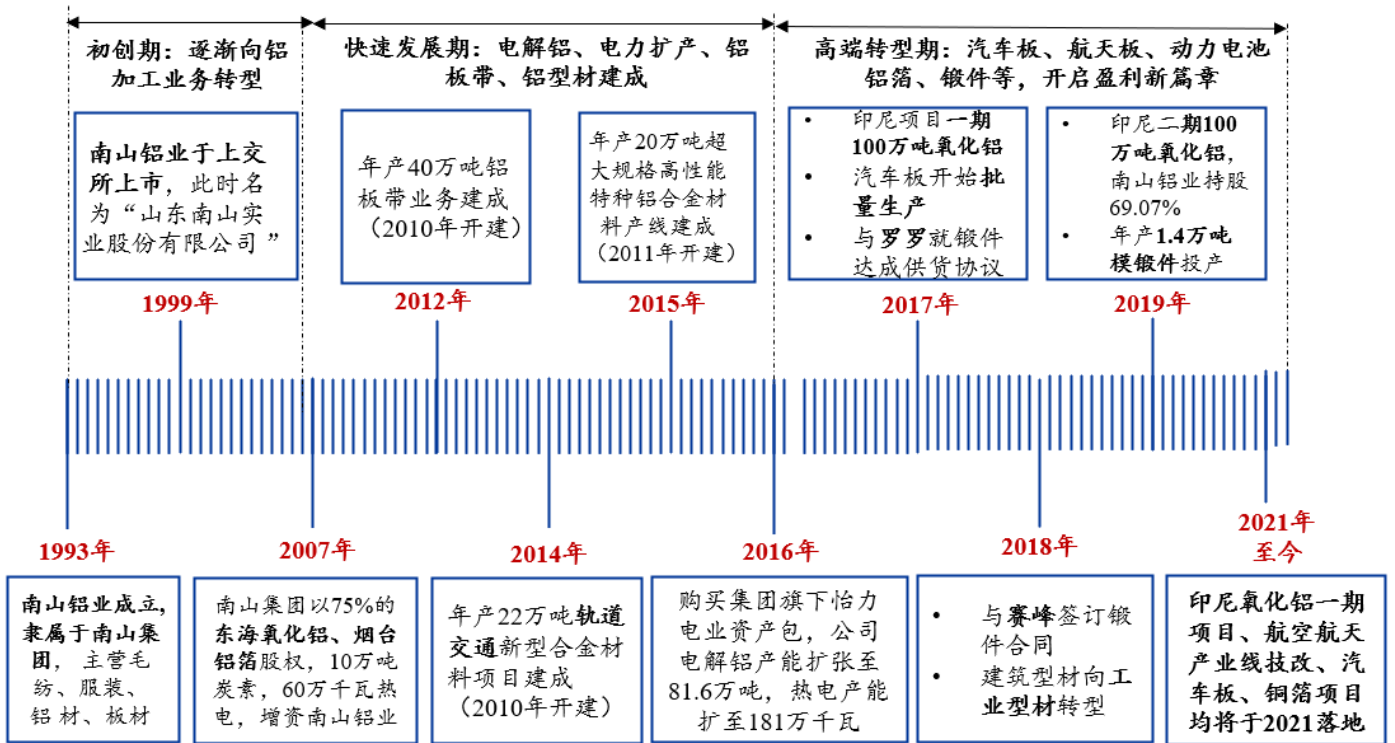 初创期：逐渐向铝
加工业务转型
快速发展期：电解铝、电力扩产、铝
板带、铝型材建成
高端转型期：汽车板、航天板、动力电池
铝箔、锻件等，开启盈利新篇章
南山铝业于上交
所上市，此时名
为“山东南山实
业股份有限公司”
年产40万吨铝
板带业务建成
（2010年开建）
年产20万吨超
大规格高性能
特种铝合金材
料产线建成
（2011年开建）
• 印尼项目一期
100万吨氧化铝
• 汽车板开始批
量生产
• 与罗罗就锻件
达成供货协议
• 印尼二期100
万吨氧化铝，
南山铝业持股
69.07%
• 年产1.4万吨
模锻件投产
1999年
2012年
2015年
2017年
2019年
1993年
2007年
2014年
2016年
2018年
2021年
至今
南山铝业成立，
隶属于南山集
团，主营毛
纺、服装、
铝材、板材
南山集团以75%的
东海氧化铝、烟台
铝箔股权，10万吨
炭素，60万千瓦热
电，增资南山铝业
年产22万吨轨道
交通新型合金材
料项目建成
（2010年开建）
购买集团旗下怡力
电业资产包，公司
电解铝产能扩张至
81.6万吨，热电产能
扩至181万千瓦
• 与赛峰签订锻
件合同
• 建筑型材向工
业型材转型
印尼氧化铝一期
项目、航空航天
产业线技改、汽
车板、铜箔项目
均将于2021落地